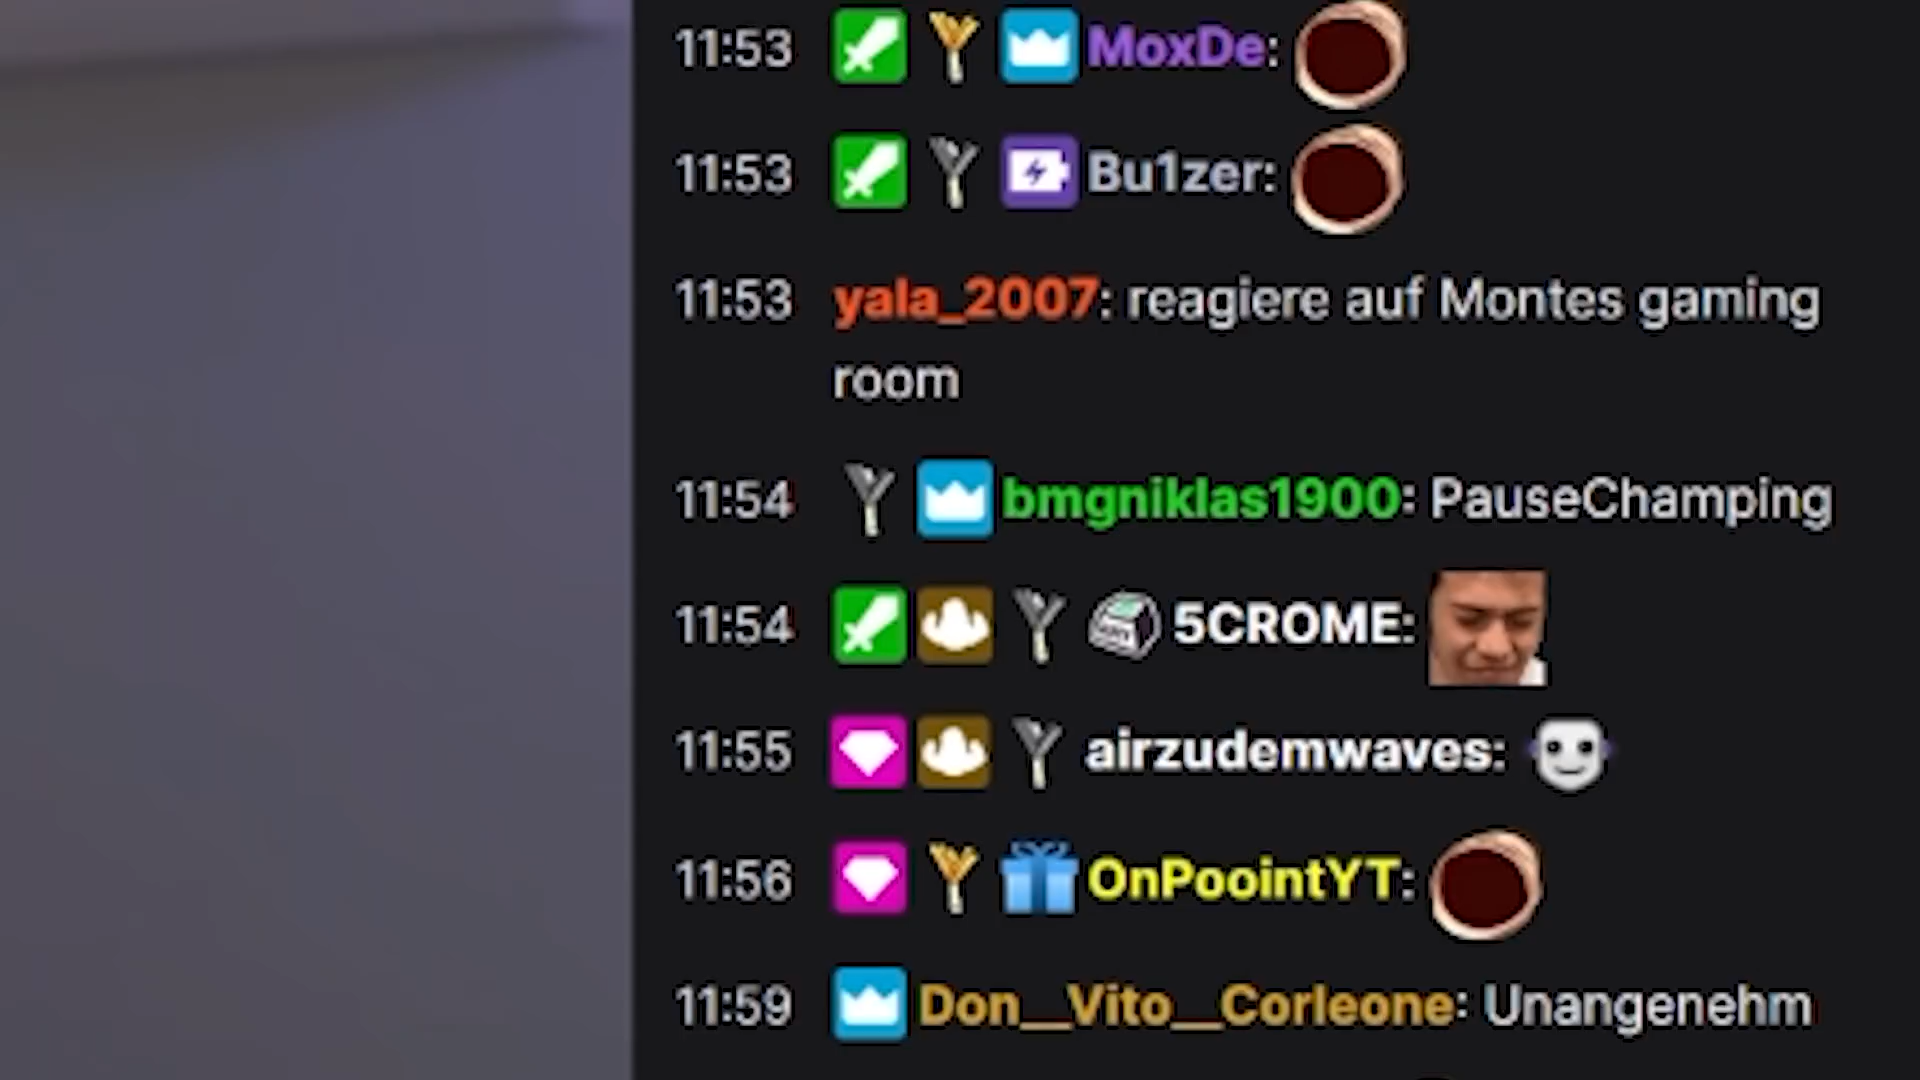 11:53 MoxDe:
11:53 Bu1zer:
11:53 yala_2007: reagiere auf Montes gaming
room
11:54 bmgniklas1900: PauseChamping
11:54 5CROME:
11:55 airzudemwaves:
11:56 OnPoointYT:
11:59 Don__Vito__Corleone: Unangenehm